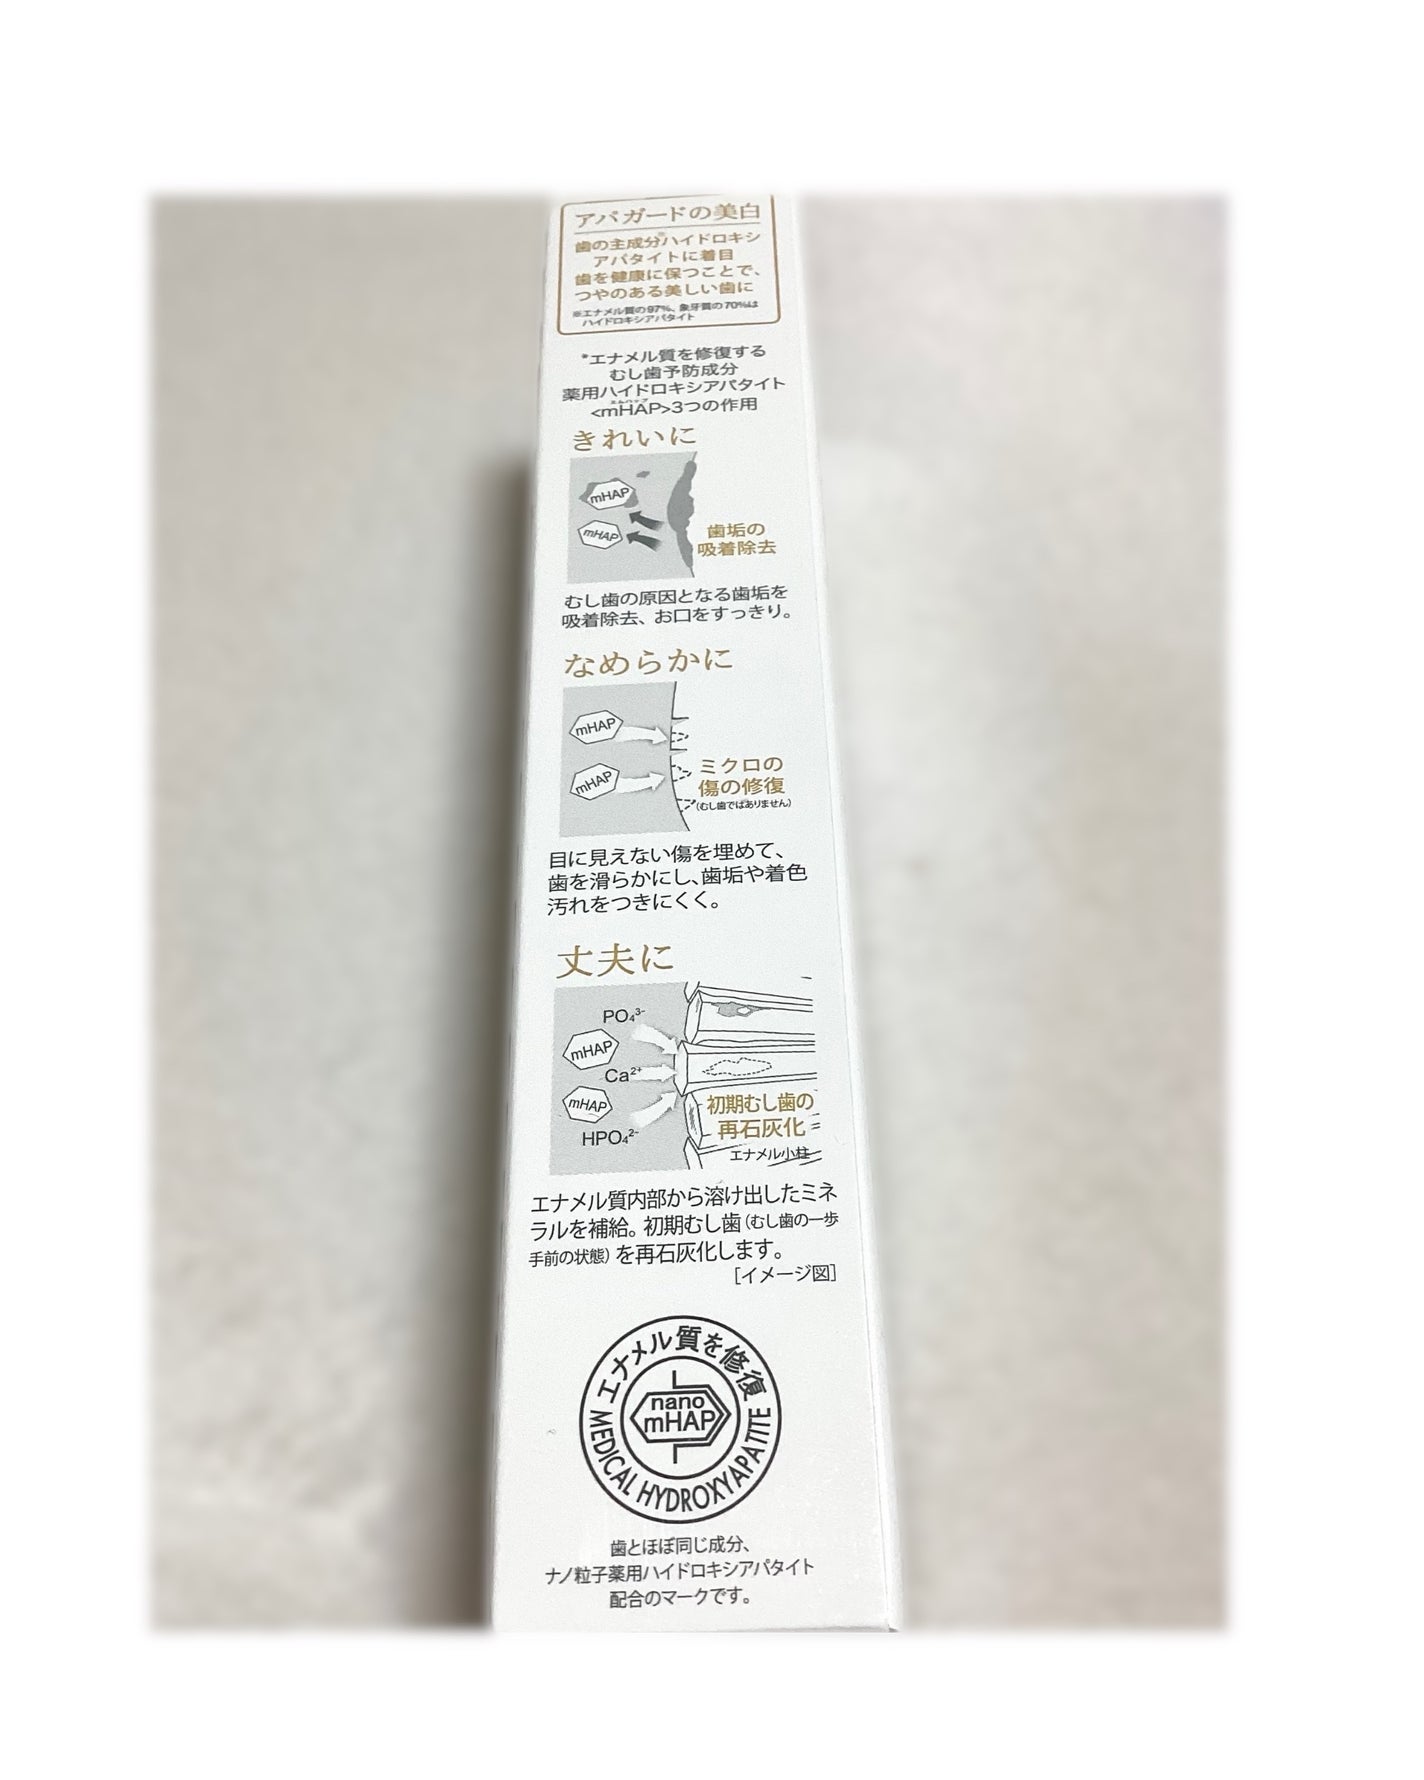 アパガードの美白
歯の主成分※ハイドロキシ
アパタイトに着目
歯を健康に保つことで、
つやのある美しい歯に
※エナメル質の97%、象牙質の70%は
ハイドロキシアパタイト
*エナメル質を修復する
むし歯予防成分
薬用ハイドロキシアパタイト
えムハップ
<mHAP>3つの作用
きれいに
mHAP
mHAP
歯垢の
吸着除去
むし歯の原因となる歯垢を
吸着除去、お口をすっきり。
なめらかに
mHAP
mHAP
ミクロの
傷の修復
(むし歯ではありません)
目に見えない傷を埋めて、
歯を滑らかにし、歯垢や着色
汚れをつきにくく。
丈夫に
PO₄³⁻
mHAP
Ca²⁺
mHAP
HPO₄²⁻
初期むし歯の
再石灰化
エナメル小柱
エナメル質内部から溶け出したミネ
ラルを補給。初期むし歯(むし歯の一歩
手前の状態)を再石灰化します。
[イメージ図]
エナメル質を修復
nano
mHAP
MEDICAL HYDROXYAPATITE
歯とほぼ同じ成分、
ナノ粒子薬用ハイドロキシアパタイト
配合のマークです。